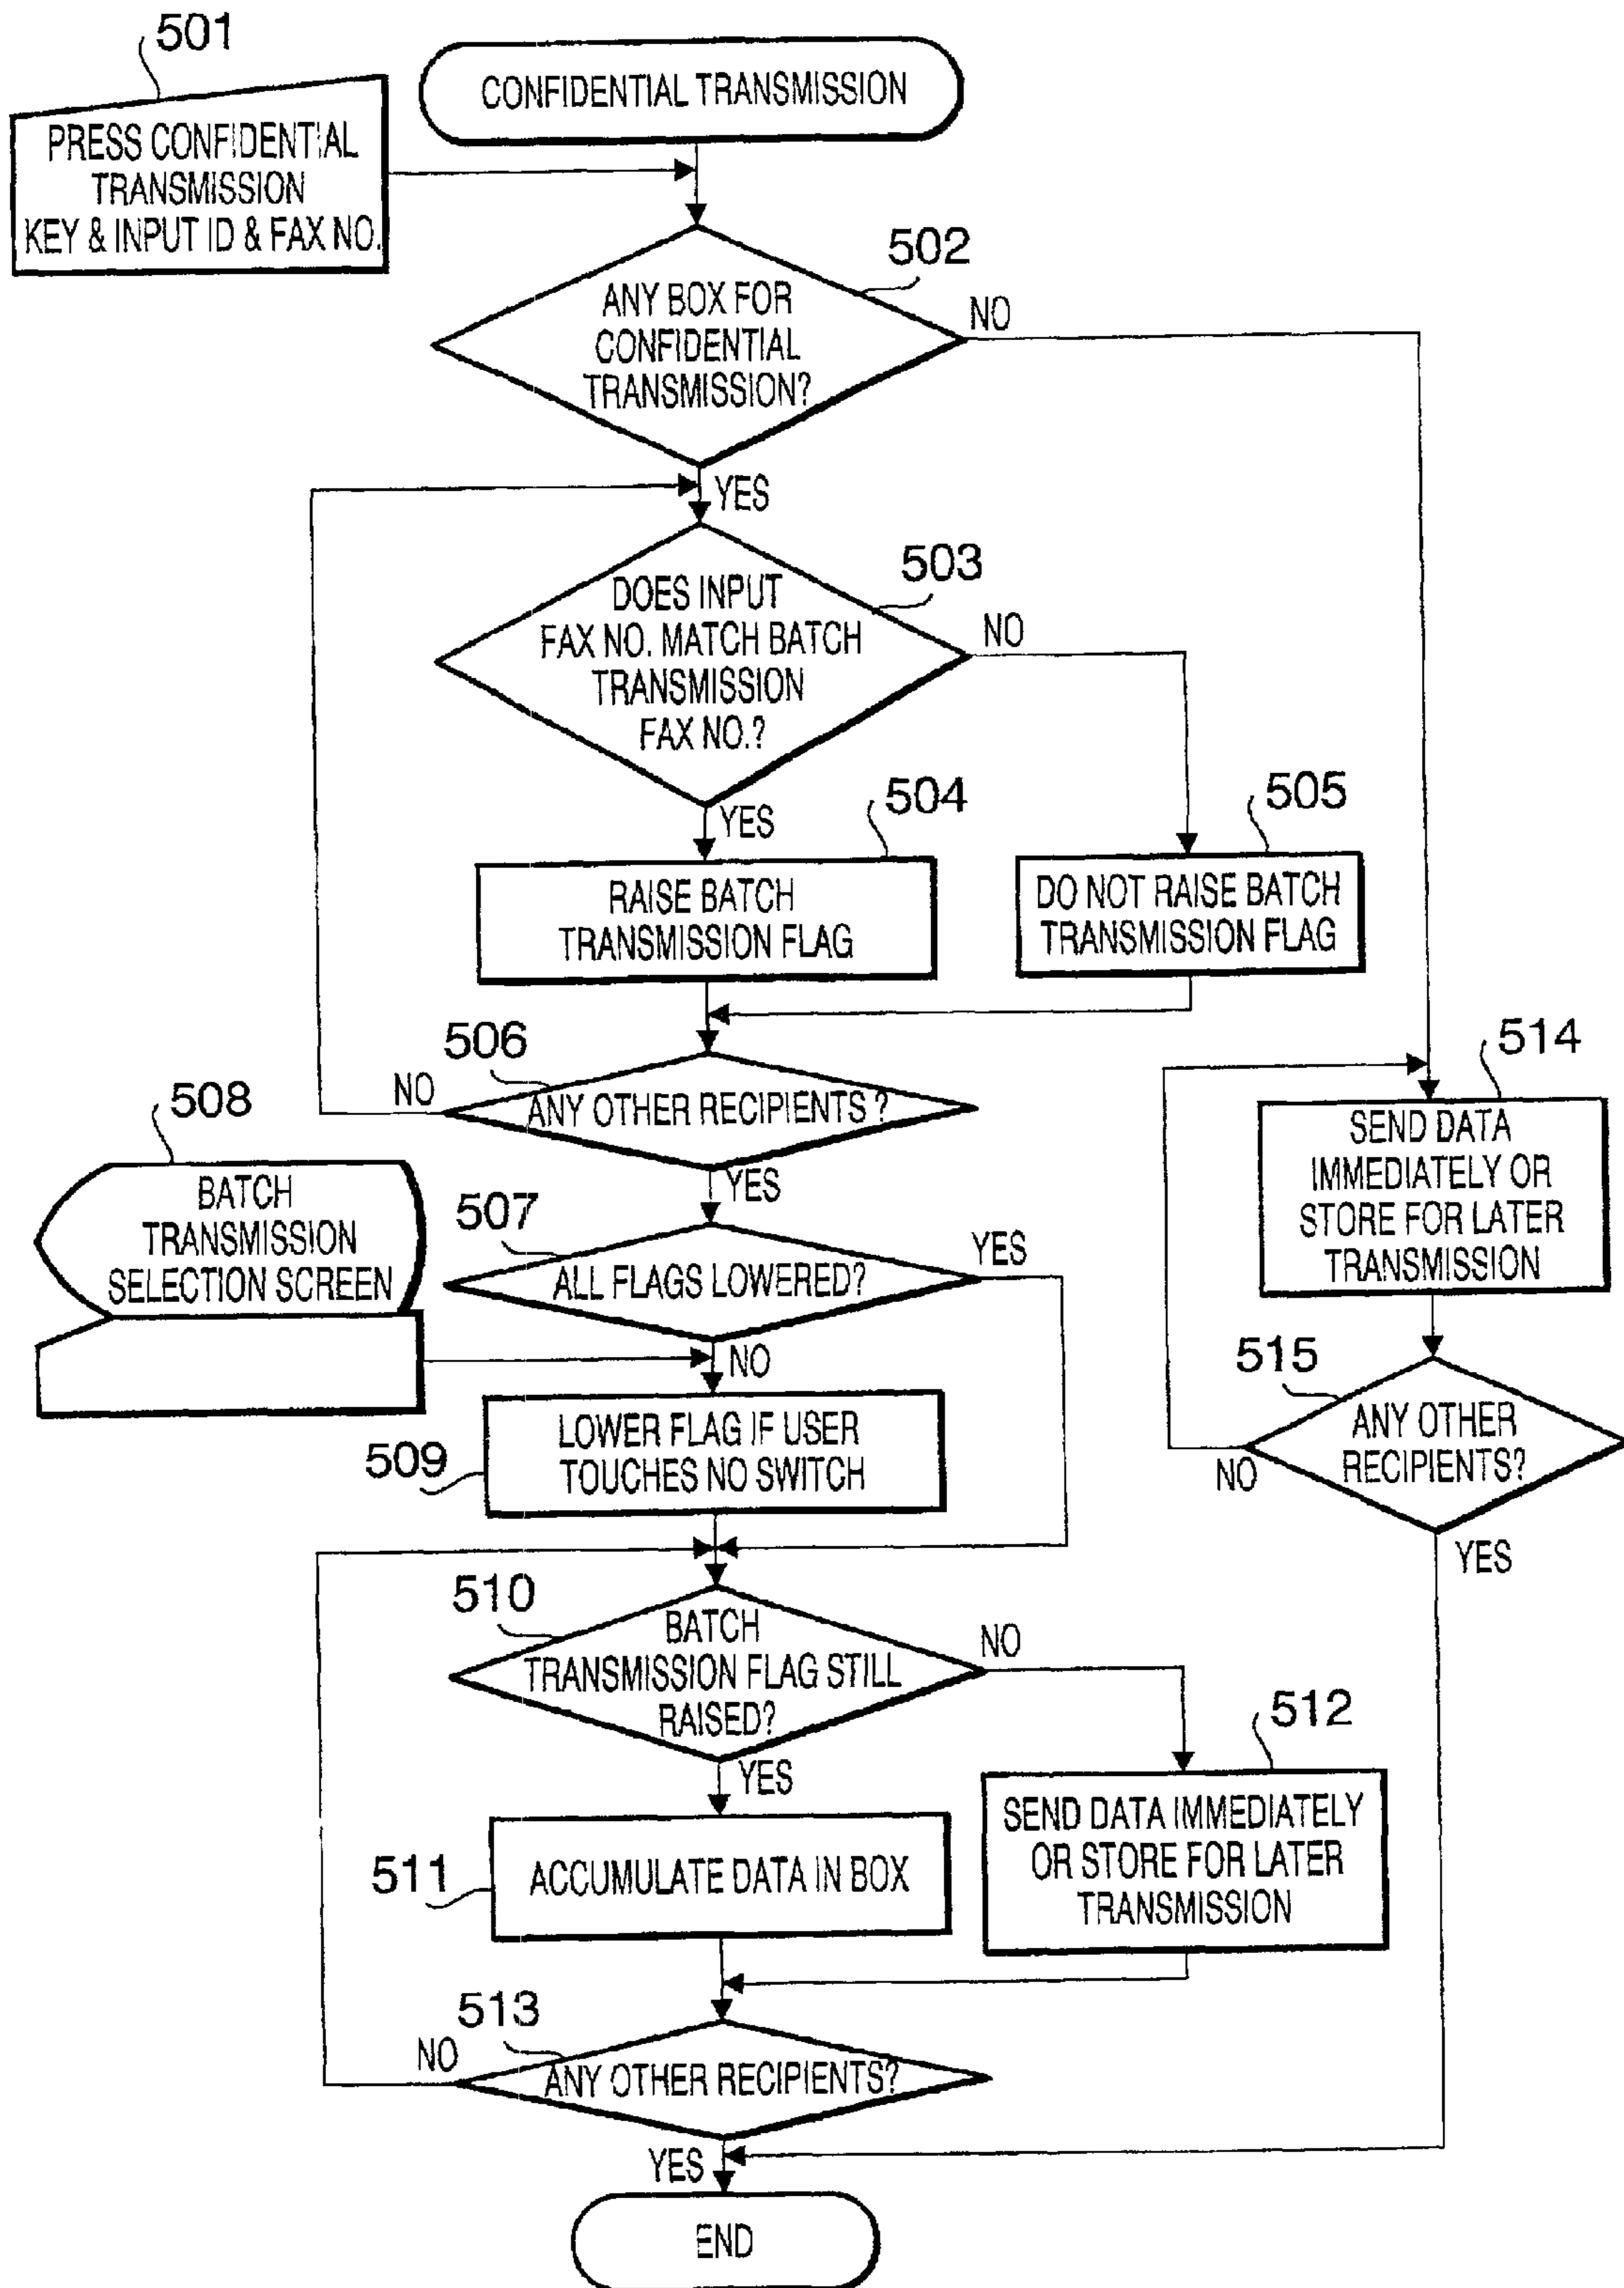 501
CONFIDENTIAL TRANSMISSION
PRESS CONFIDENTIAL
TRANSMISSION
KEY & INPUT ID & FAX NO.
502
ANY BOX FOR
CONFIDENTIAL
TRANSMISSION?
NO
YES
503
DOES INPUT
FAX NO. MATCH BATCH
TRANSMISSION
FAX NO.?
NO
YES
504
RAISE BATCH
TRANSMISSION FLAG
505
DO NOT RAISE BATCH
TRANSMISSION FLAG
506
NO
ANY OTHER RECIPIENTS?
YES
508
BATCH
TRANSMISSION
SELECTION SCREEN
507
ALL FLAGS LOWERED?
YES
NO
509
LOWER FLAG IF USER
TOUCHES NO SWITCH
514
SEND DATA
IMMEDIATELY OR
STORE FOR LATER
TRANSMISSION
515
ANY OTHER
RECIPIENTS?
NO
YES
510
BATCH
TRANSMISSION FLAG STILL
RAISED?
NO
YES
511
ACCUMULATE DATA IN BOX
512
SEND DATA IMMEDIATELY
OR STORE FOR LATER
TRANSMISSION
513
NO
ANY OTHER RECIPIENTS?
YES
END